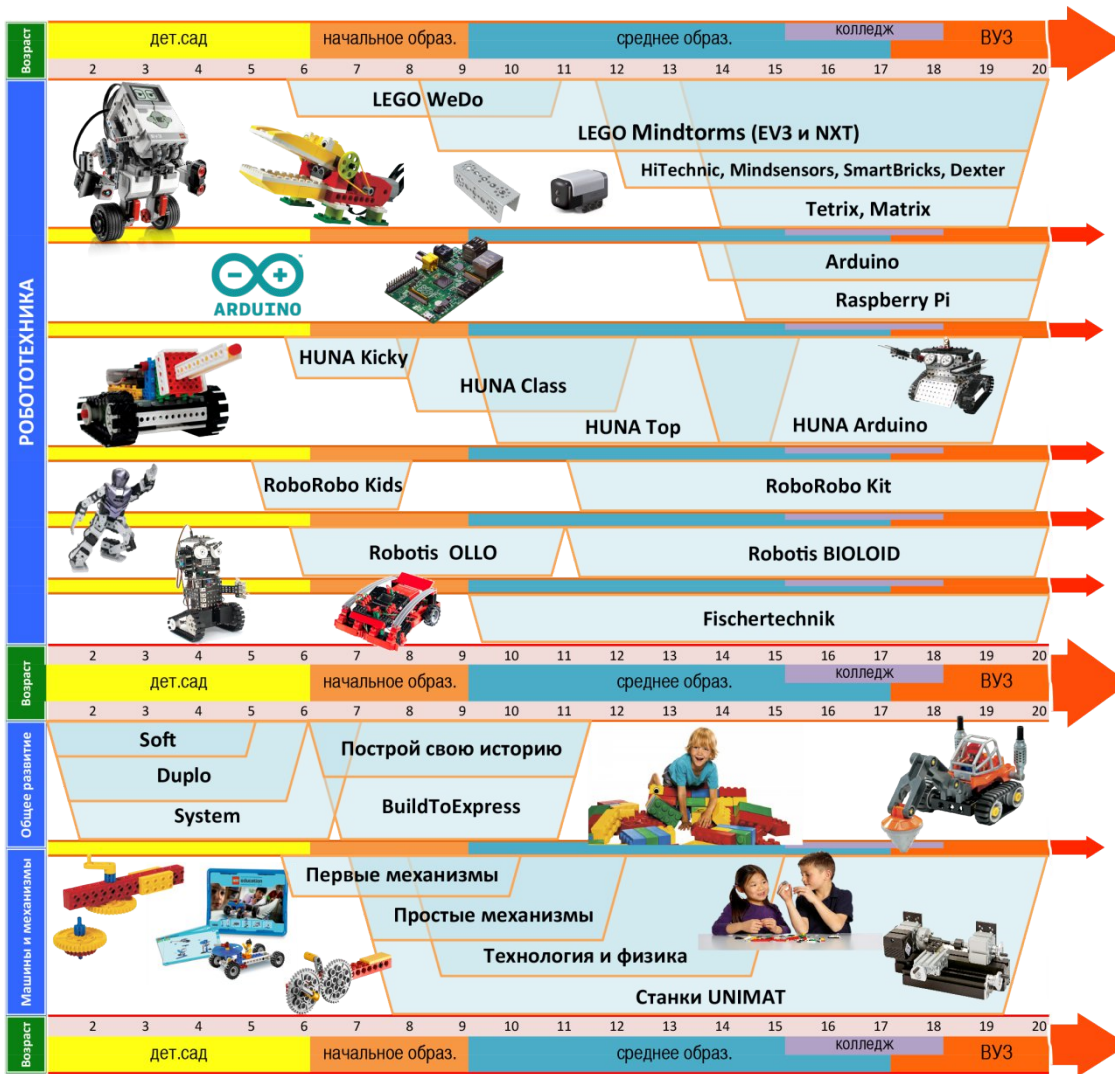 Возраст
дет.сад начальное образ. среднее образ. колледж ВУЗ
2 3 4 5 6 7 8 9 10 11 12 13 14 15 16 17 18 19 20
РОБОТОТЕХНИКА
LEGO WeDo
LEGO Mindtorms (EV3 и NXT)
HiTechnic, Mindsensors, SmartBricks, Dexter
Tetrix, Matrix
ARDUINO
Arduino
Raspberry Pi
HUNA Kicky
HUNA Class
HUNA Top
HUNA Arduino
RoboRobo Kids
RoboRobo Kit
Robotis OLLO
Robotis BIOLOID
Fischertechnik
Возраст
2 3 4 5 6 7 8 9 10 11 12 13 14 15 16 17 18 19 20
дет.сад начальное образ. среднее образ. колледж ВУЗ
2 3 4 5 6 7 8 9 10 11 12 13 14 15 16 17 18 19 20
Общее развитие
Soft
Duplo
System
Построй свою историю
BuildToExpress
Машины и механизмы
Первые механизмы
Простые механизмы
Технология и физика
Станки UNIMAT
education
Возраст
2 3 4 5 6 7 8 9 10 11 12 13 14 15 16 17 18 19 20
дет.сад начальное образ. среднее образ. колледж ВУЗ